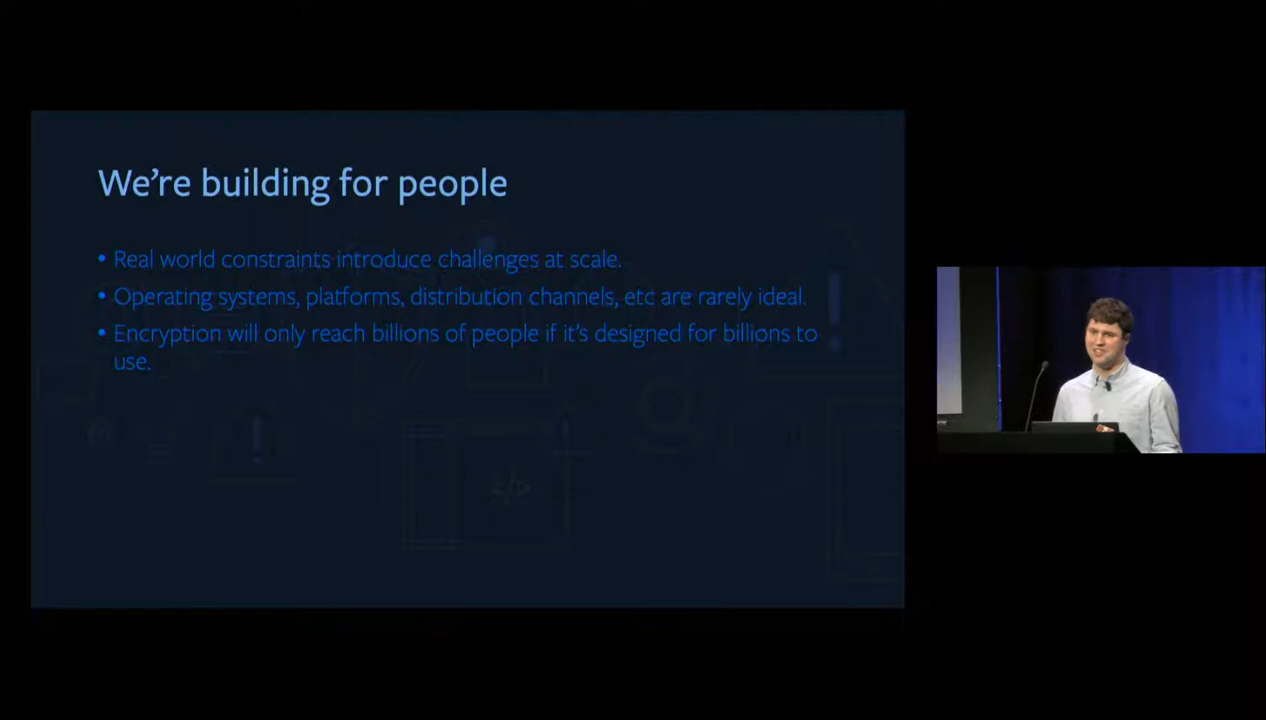 We're building for people
• Real world constraints introduce challenges at scale.
• Operating systems, platforms, distribution channels, etc are rarely ideal.
• Encryption will only reach billions of people if it's designed for billions to
use.
</>